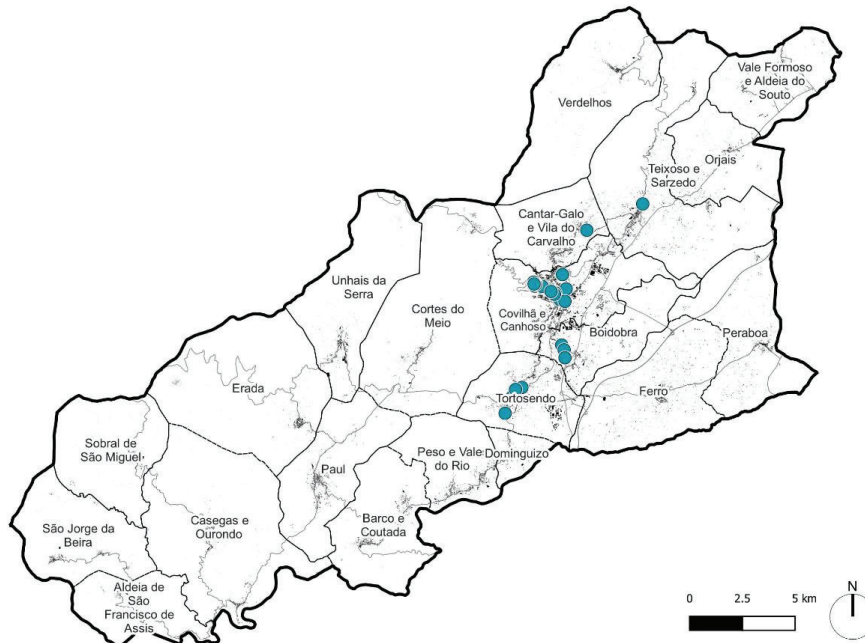 Vale Formoso
e Aldeia do
Souto
Verdelhos
Orjais
Teixoso e
Sarzedo
Cantar-Galo
e Vila do
Carvalho
Unhais da
Serra
Cortes do
Meio
Covilhã e
Canhoso
Boidobra
Peraboa
Erada
Ferro
Tortosendo
Sobral de
São Miguel
Paul
Peso e Vale
do Rio
Dominguizo
São Jorge da
Beira
Casegas e
Ourondo
Barco e
Coutada
Aldeia de
São
Francisco de
Assis
N
0 2.5 5 km